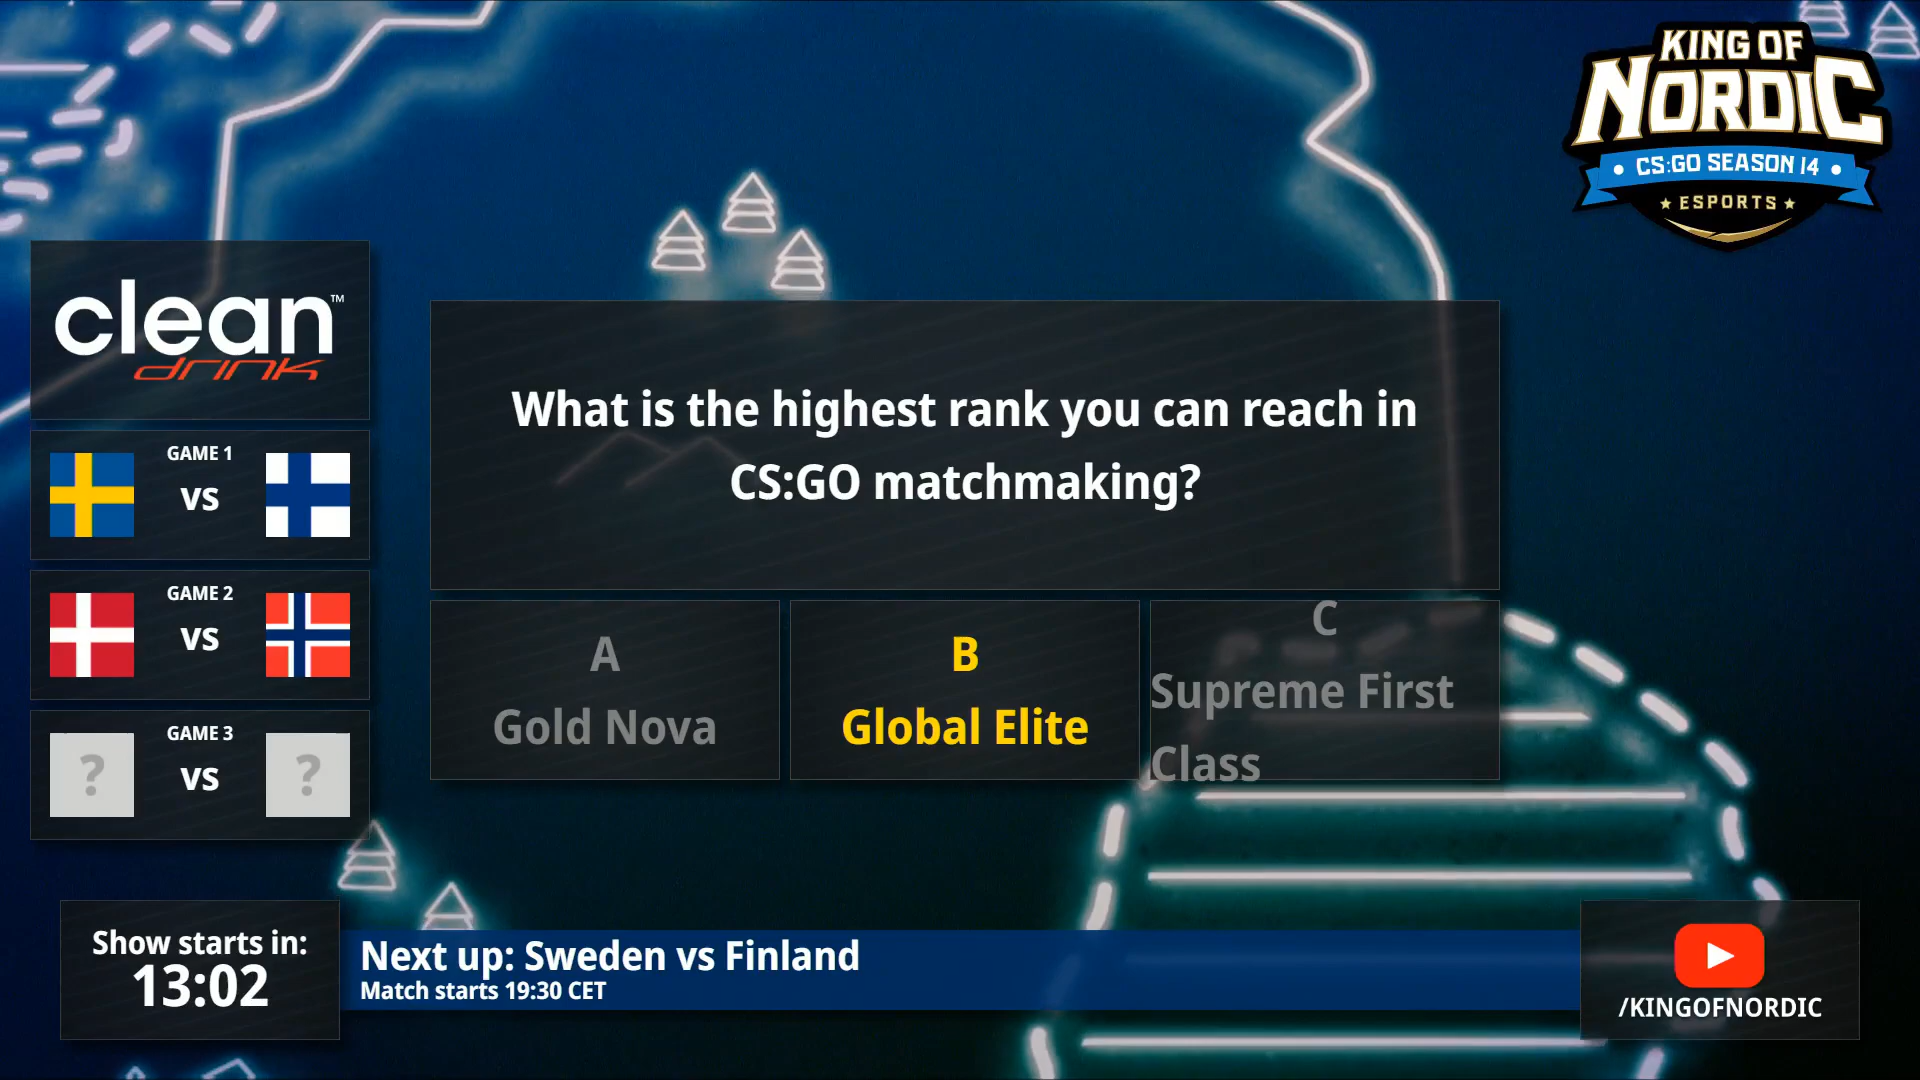 KING OF
NORDIC
CS:GO SEASON 14
ESPORTS
clean™
drink
GAME 1
VS
GAME 2
VS
GAME 3
? VS ?
What is the highest rank you can reach in
CS:GO matchmaking?
A
Gold Nova
B
Global Elite
C
Supreme First
Class
Show starts in:
13:02
Next up: Sweden vs Finland
Match starts 19:30 CET
/KINGOFNORDIC